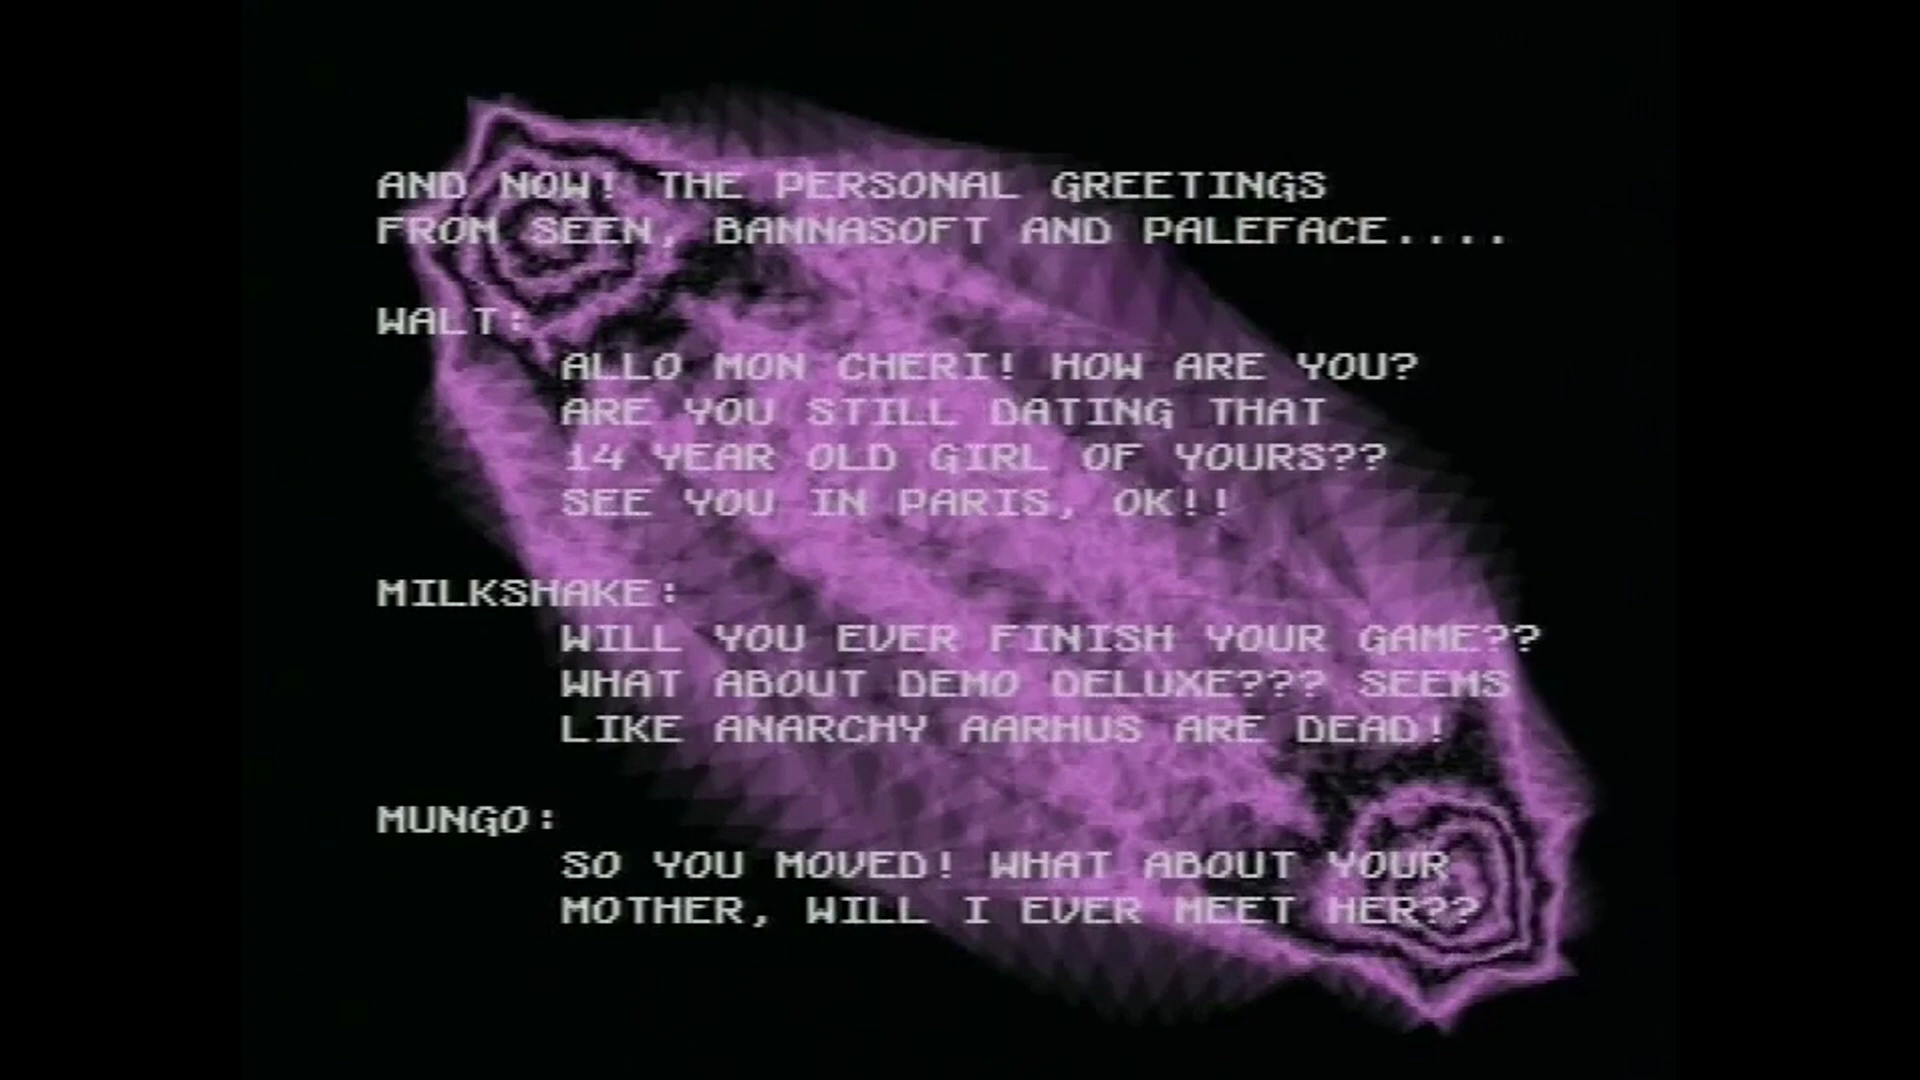 AND NOW! THE PERSONAL GREETINGS
FROM SEEN, BANNASOFT AND PALEFACE....
WALT:
ALLO MON CHERI! HOW ARE YOU?
ARE YOU STILL DATING THAT
14 YEAR OLD GIRL OF YOURS??
SEE YOU IN PARIS, OK!!
MILKSHAKE:
WILL YOU EVER FINISH YOUR GAME??
WHAT ABOUT DEMO DELUXE??? SEEMS
LIKE ANARCHY AARHUS ARE DEAD!
MUNGO:
SO YOU MOVED! WHAT ABOUT YOUR
MOTHER, WILL I EVER MEET HER??